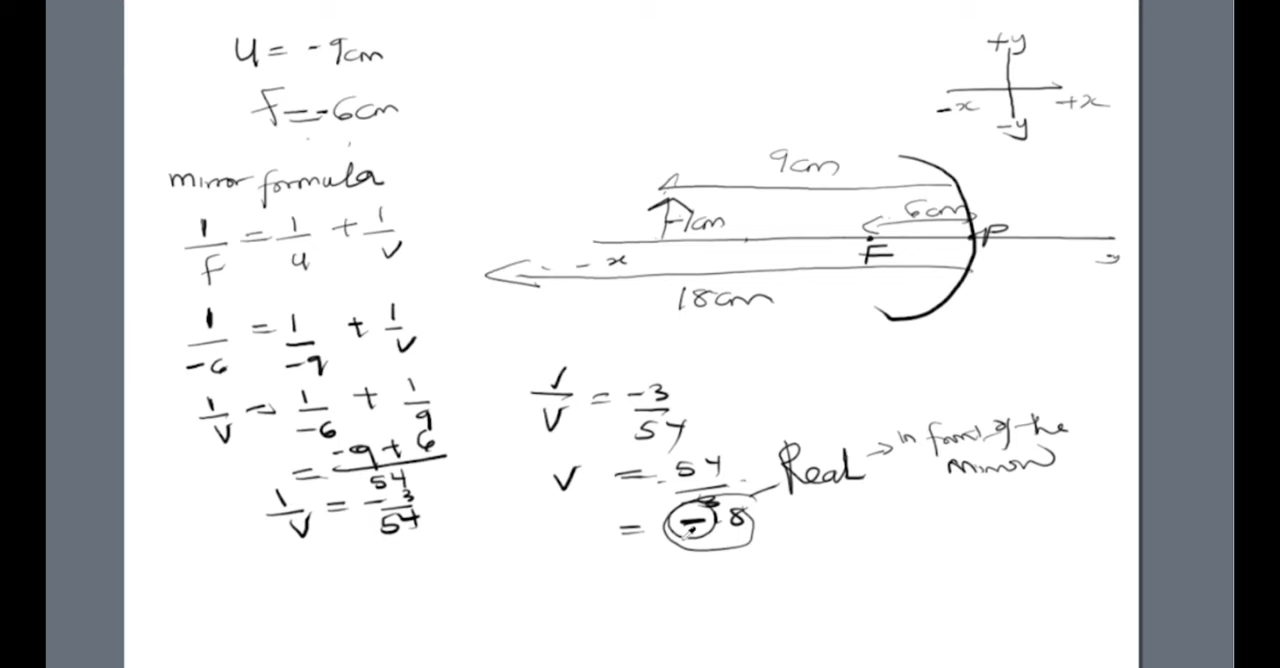 u = -9cm
f = -6cm
mirror formula
1/f = 1/u + 1/v
1/-6 = 1/-9 + 1/v
1/v = 1/-6 + 1/9
= -9+6/54
1/v = -3/54
+y
-x +x
-y
9cm
1cm
6cm
P
F
-x
18cm
1/v = -3/54
v = -54/3
= -18
Real → in front of the mirror